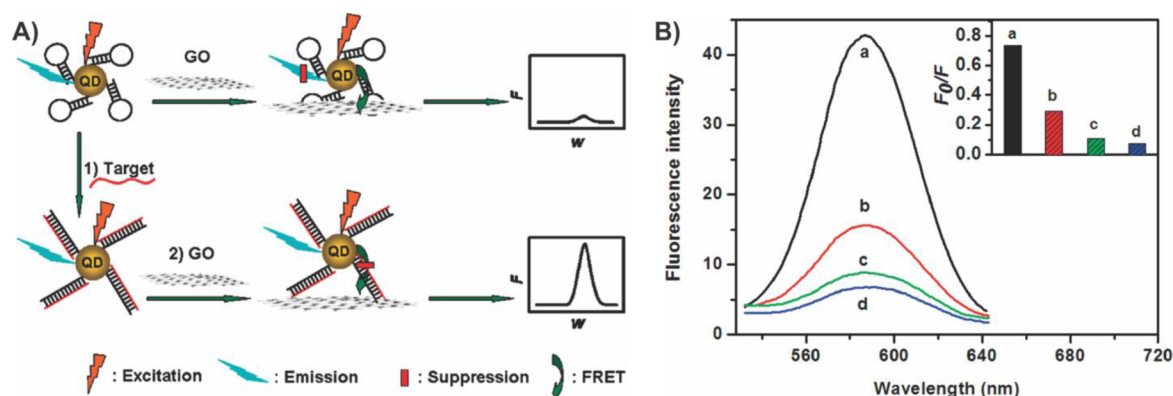 A)
GO
QD
QD
F
W
1) Target
QD
2) GO
QD
F
W
: Excitation : Emission : Suppression : FRET
B)
Fluorescence intensity
40
30
20
10
0
a
b
c
d
560 600 640 680 720
Wavelength (nm)
F0/F
0.8
0.6
0.4
0.2
0.0
a
b
c
d